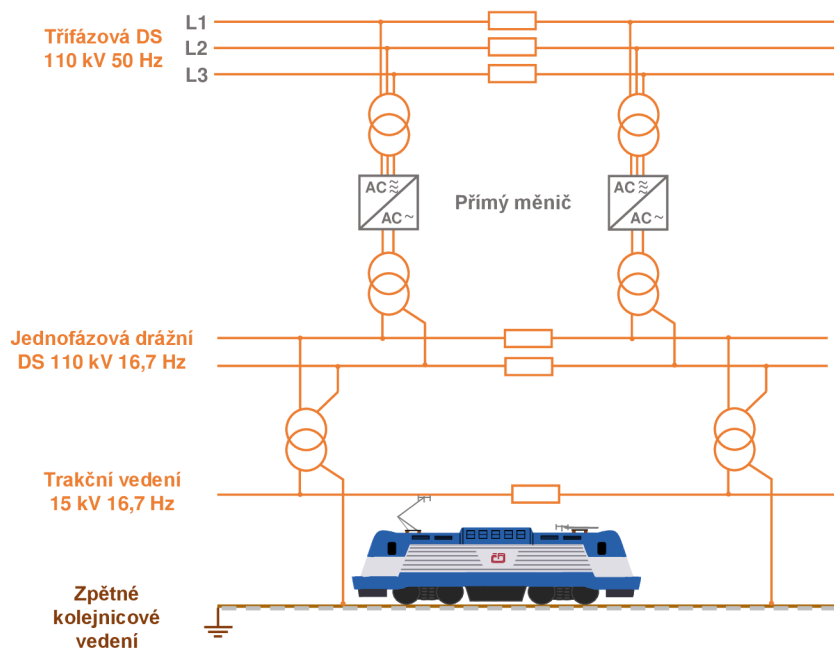 L1
Třífázová DS
110 kV 50 Hz
L2
L3
AC
AC
Přímý měnič
AC
AC
Jednofázová drážní
DS 110 kV 16,7 Hz
Trakční vedení
15 kV 16,7 Hz
Zpětné
kolejnicové
vedení